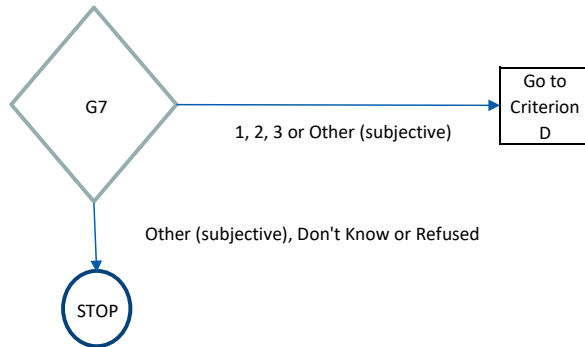 G7
Go to
Criterion
D
1, 2, 3 or Other (subjective)
Other (subjective), Don't Know or Refused
STOP